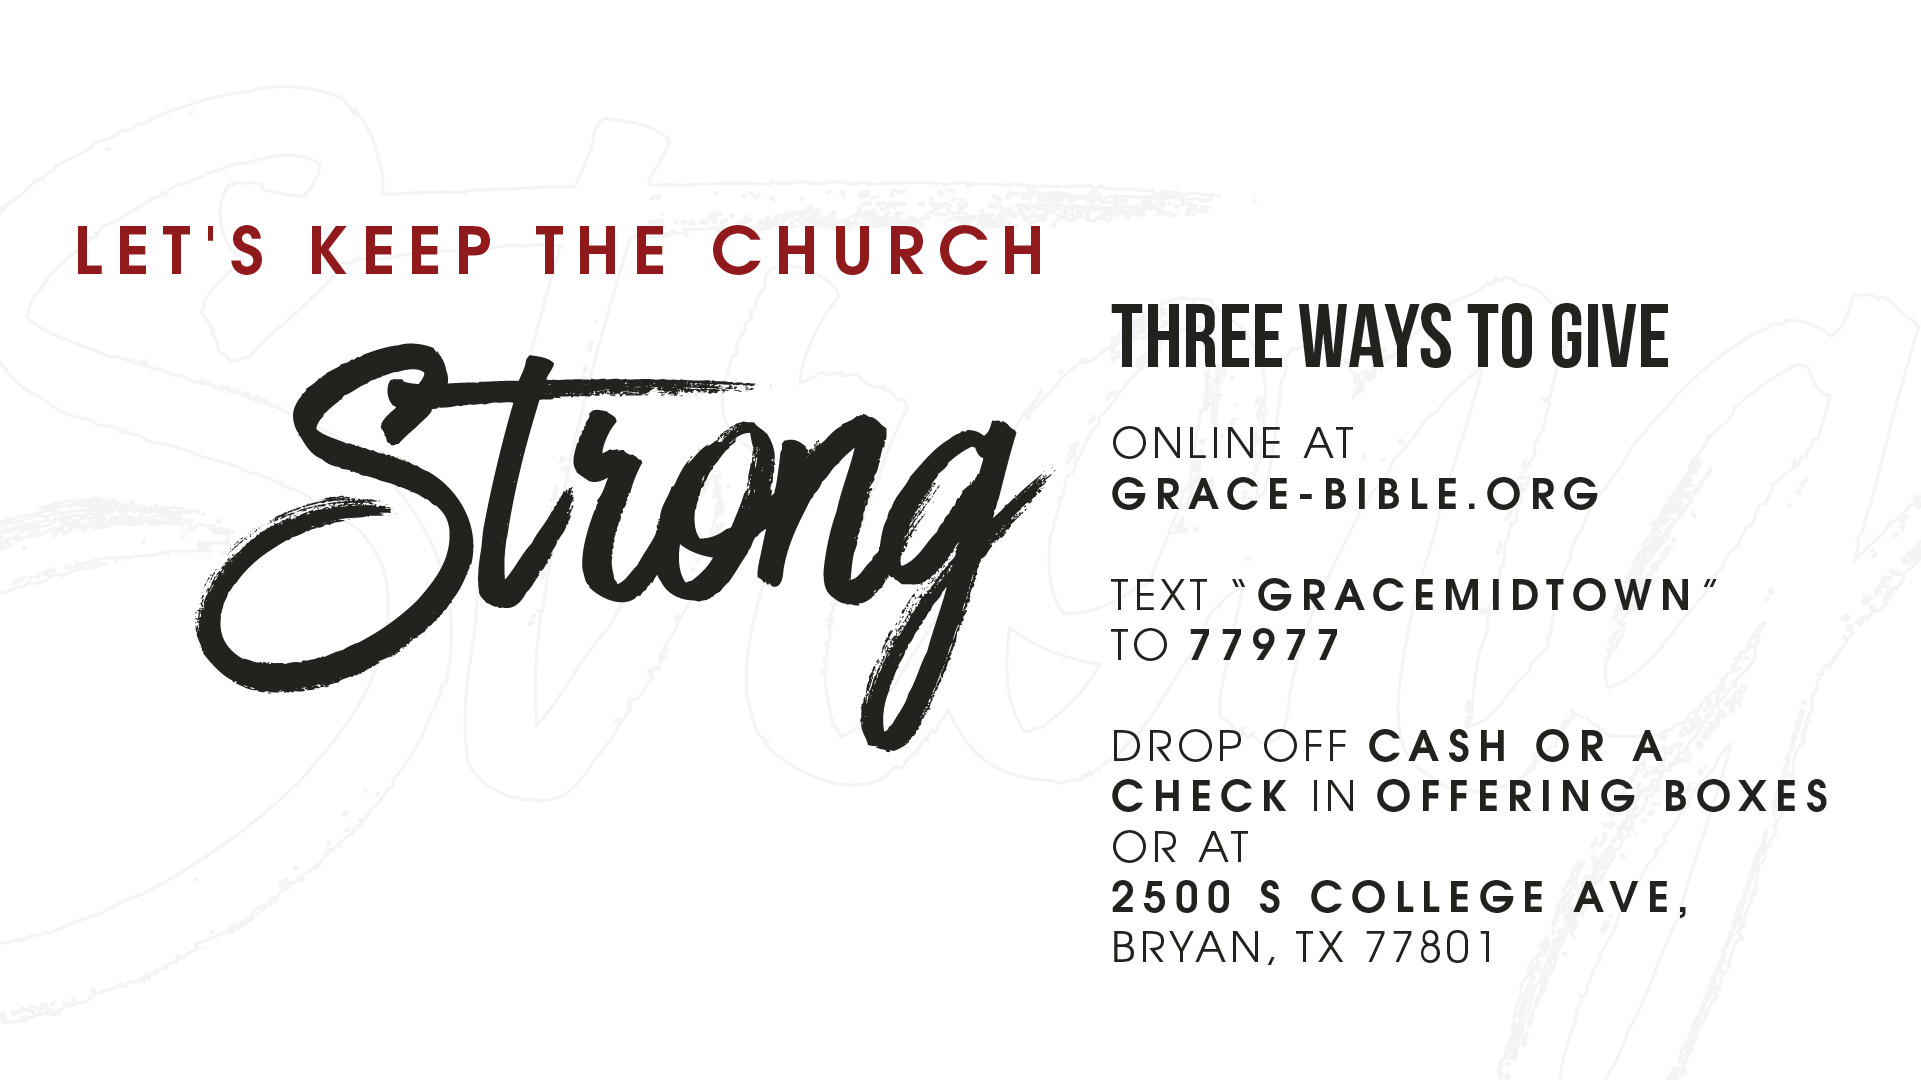 LET'S KEEP THE CHURCH
Strong
THREE WAYS TO GIVE
ONLINE AT
GRACE-BIBLE.ORG
TEXT “GRACEMIDTOWN”
TO 77977
DROP OFF CASH OR A
CHECK IN OFFERING BOXES
OR AT
2500 S COLLEGE AVE,
BRYAN, TX 77801